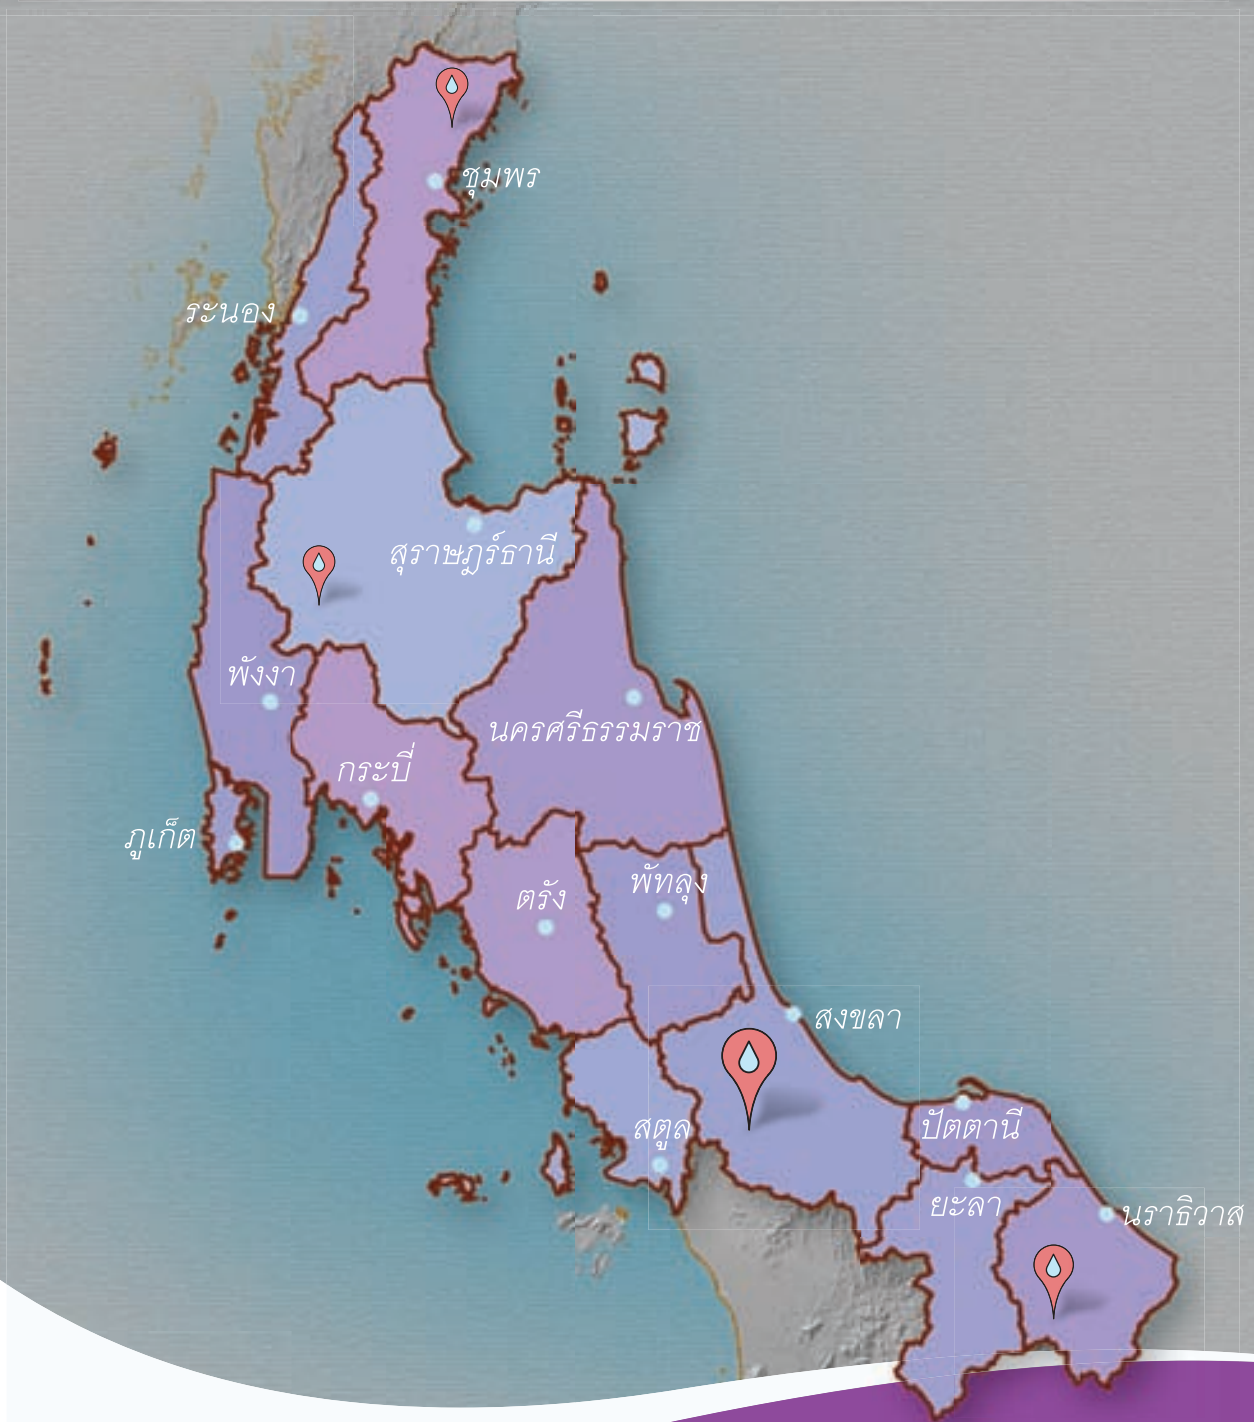 ชุมพร
ระนอง
สุราษฎร์ธานี
พังงา
นครศรีธรรมราช
กระบี่
ภูเก็ต
พัทลุง
ตรัง
สงขลา
ปัตตานี
สตูล
ยะลา
นราธิวาส